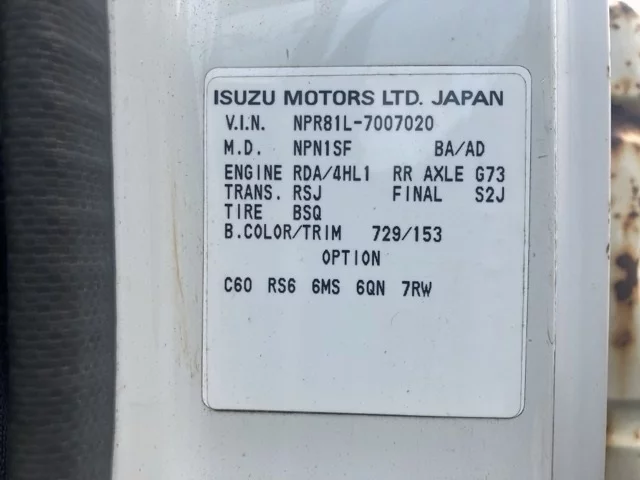 ISUZU MOTORS LTD. JAPAN
V.I.N. NPR81L-7007020
M.D. NPN1SF BA/AD
ENGINE RDA/4HL1 RR AXLE G73
TRANS. RSJ FINAL S2J
TIRE BSQ
B.COLOR/TRIM 729/153
OPTION
C60 RS6 6MS 6QN 7RW